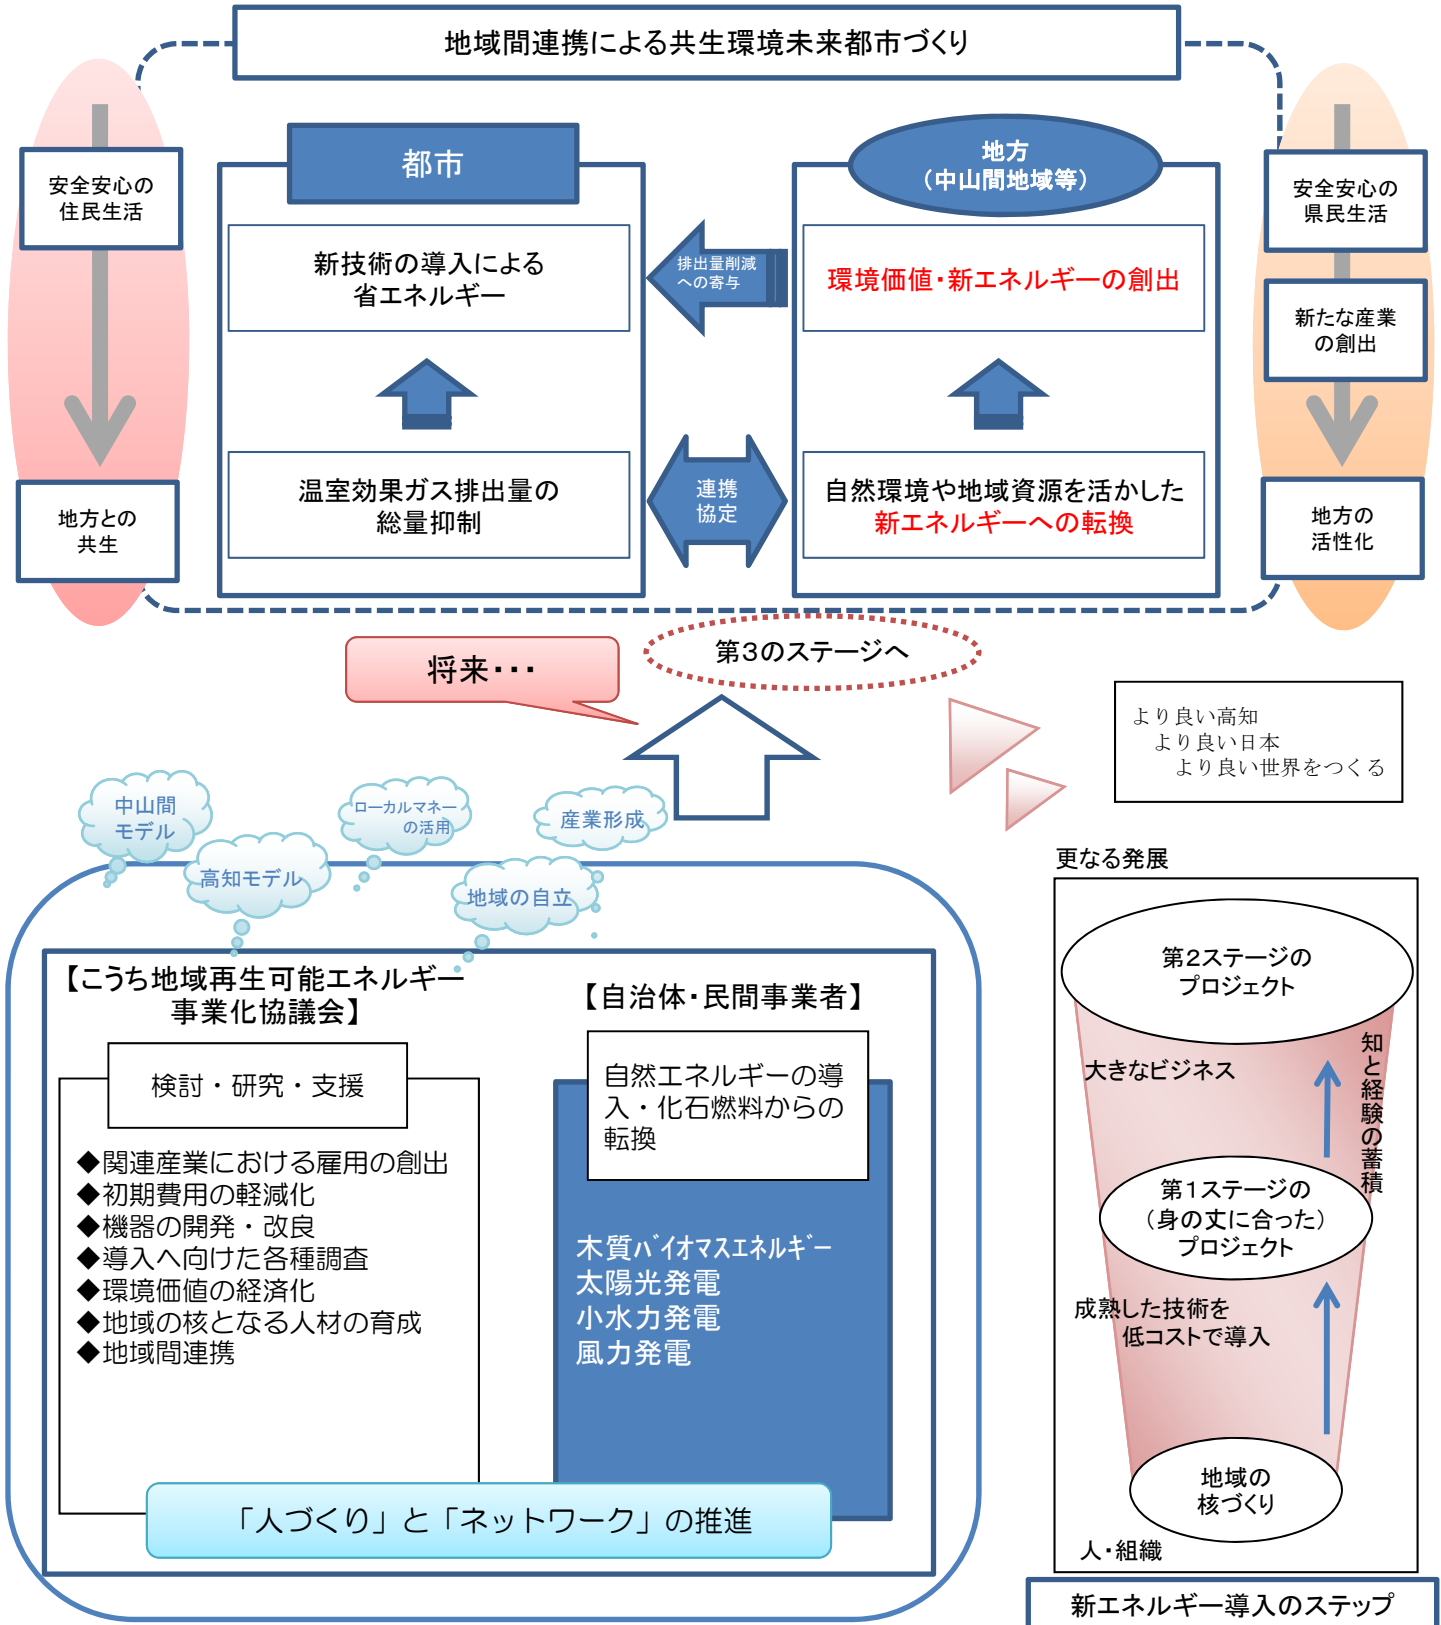 地域間連携による共生環境未来都市づくり
安全安心の
住民生活
地方との
共生
都市
新技術の導入による
省エネルギー
温室効果ガス排出量の
総量抑制
排出量削減
への寄与
連携
協定
地方
（中山間地域等）
環境価値・新エネルギーの創出
自然環境や地域資源を活かした
新エネルギーへの転換
安全安心の
県民生活
新たな産業
の創出
地方の
活性化
将来・・・
第3のステージへ
より良い高知
より良い日本
より良い世界をつくる
中山間
モデル
高知モデル
ローカルマネー
の活用
地域の自立
産業形成
【こうち地域再生可能エネルギー
事業化協議会】
検討・研究・支援
◆関連産業における雇用の創出
◆初期費用の軽減化
◆機器の開発・改良
◆導入へ向けた各種調査
◆環境価値の経済化
◆地域の核となる人材の育成
◆地域間連携
【自治体・民間事業者】
自然エネルギーの導
入・化石燃料からの
転換
木質ﾊﾞｲｵﾏｽｴﾈﾙｷﾞｰ
太陽光発電
小水力発電
風力発電
「人づくり」と「ネットワーク」の推進
更なる発展
第2ステージの
プロジェクト
大きなビジネス
知と経験の蓄積
第1ステージの
（身の丈に合った）
プロジェクト
成熟した技術を
低コストで導入
地域の
核づくり
人・組織
新エネルギー導入のステップ